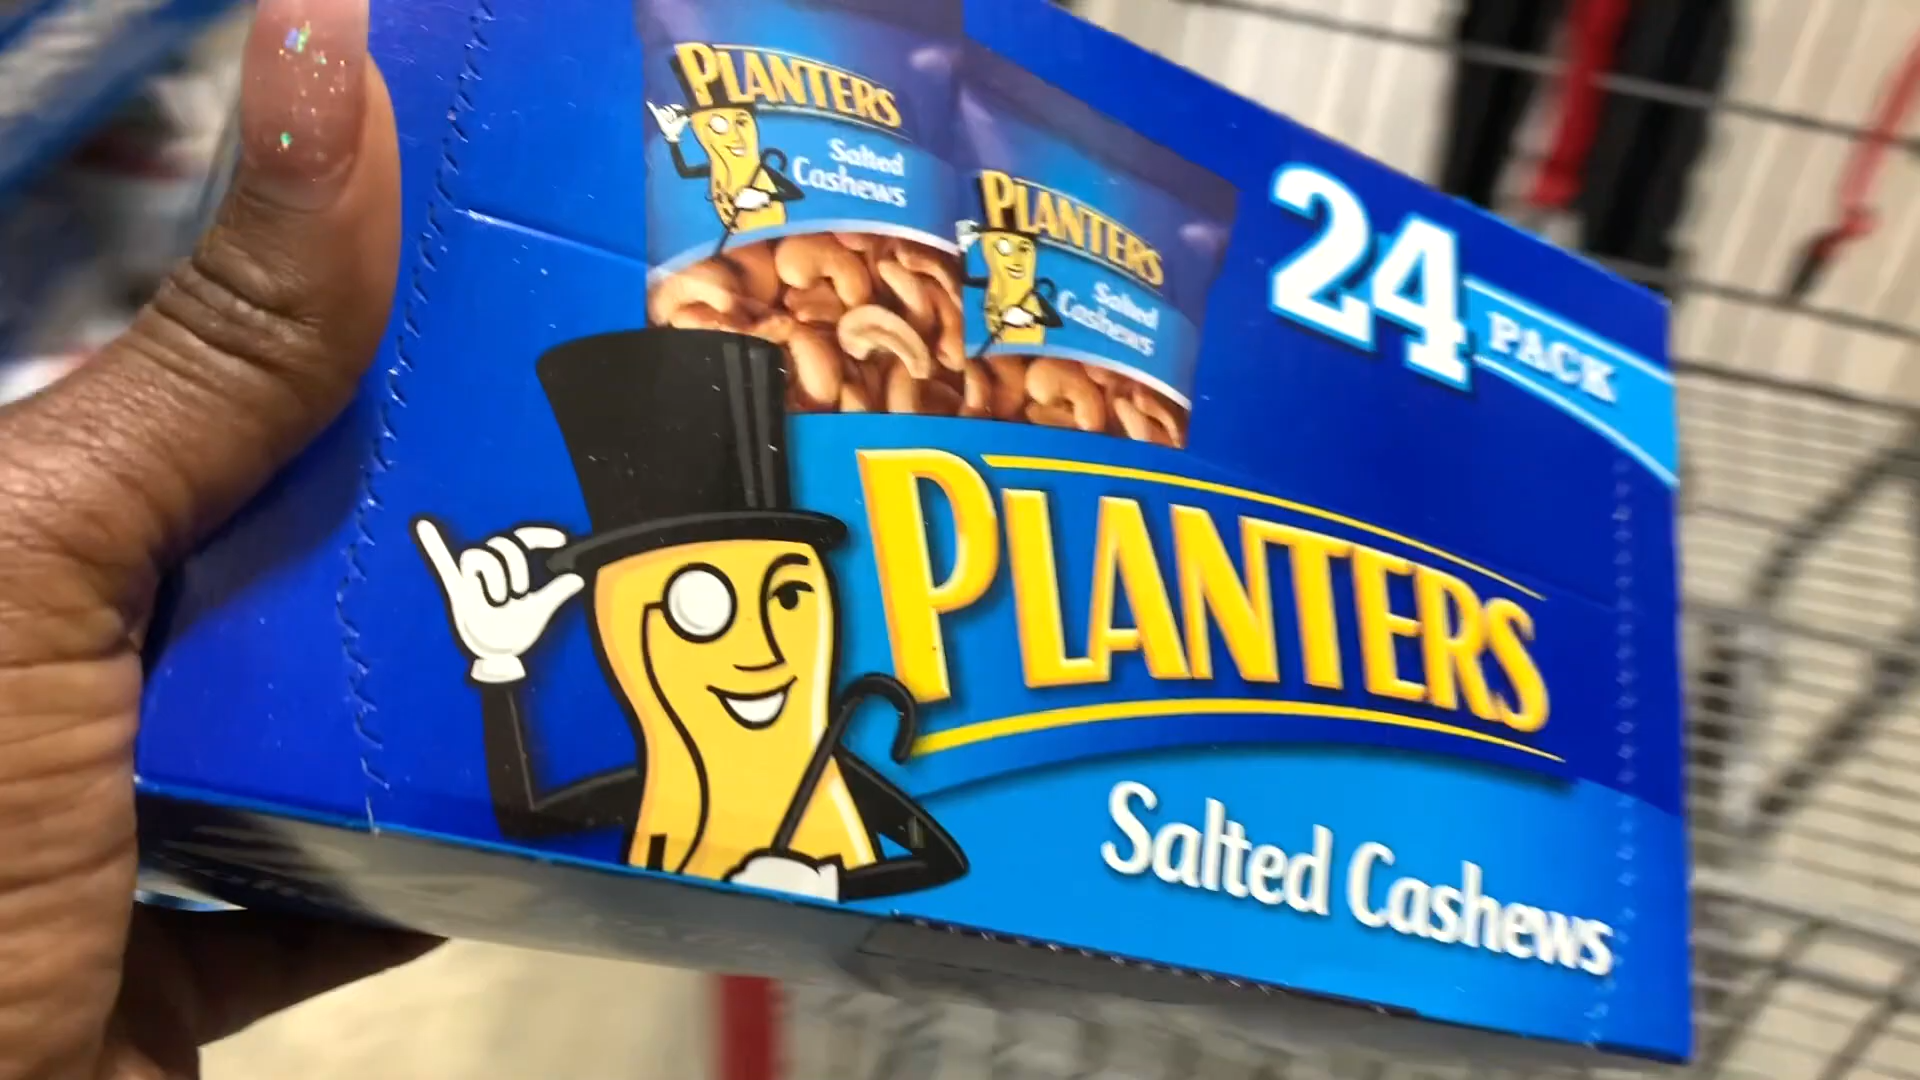 PLANTERS
Salted
Cashews
PLANTERS
Salted
Cashews
24
PACK
PLANTERS
Salted Cashews